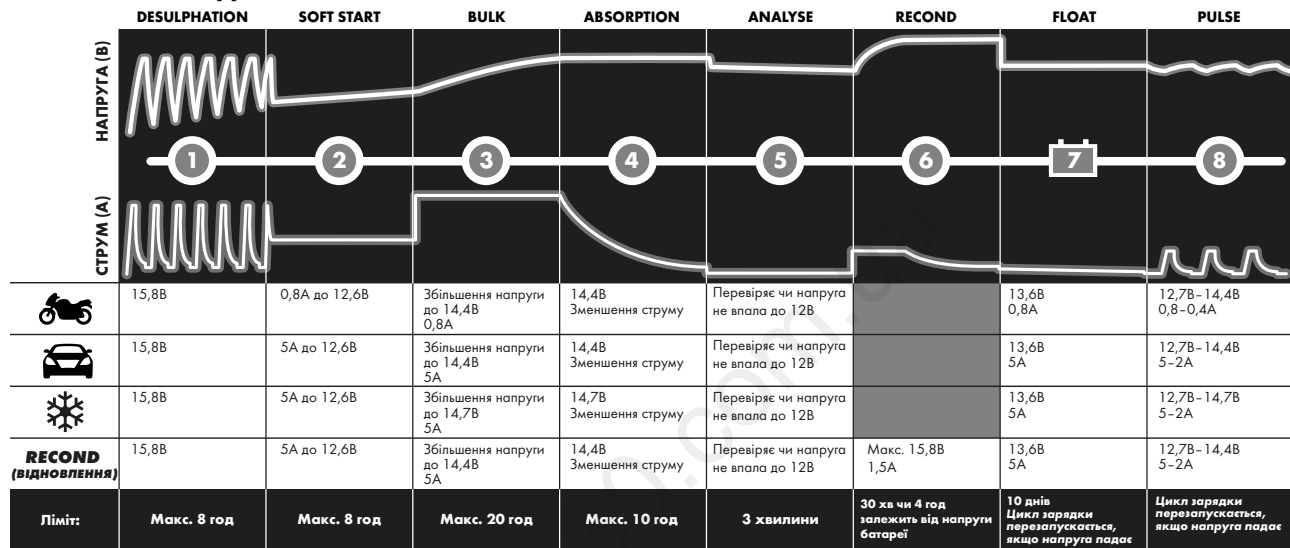 DESULPHATION SOFT START BULK ABSORPTION ANALYSE RECOND FLOAT PULSE
НАПРУГА (В)
1 2 3 4 5 6 7 8
СТРУМ (А)
15,8В 0,8А до 12,6В Збільшення напруги 14,4В Перевіряє чи напруга 13,6В 12,7В–14,4В
до 14,4В Зменшення струму не впала до 12В 0,8А 0,8–0,4А
0,8А
15,8В 5А до 12,6В Збільшення напруги 14,4В Перевіряє чи напруга 13,6В 12,7В–14,4В
до 14,4В Зменшення струму не впала до 12В 5А 5–2А
5А
15,8В 5А до 12,6В Збільшення напруги 14,7В Перевіряє чи напруга 13,6В 12,7В–14,7В
до 14,7В Зменшення струму не впала до 12В 5А 5–2А
5А
RECOND 15,8В 5А до 12,6В Збільшення напруги 14,4В Перевіряє чи напруга Макс. 15,8В 13,6В 12,7В–14,4В
(ВІДНОВЛЕННЯ) до 14,4В Зменшення струму не впала до 12В 1,5А 5А 5–2А
5А
Ліміт: Макс. 8 год Макс. 8 год Макс. 20 год Макс. 10 год 3 хвилини
30 хв чи 4 год
залежить від напруги
батареї
10 днів
Цикл зарядки
перезапускається,
якщо напруга падає
Цикл зарядки
перезапускається,
якщо напруга падає